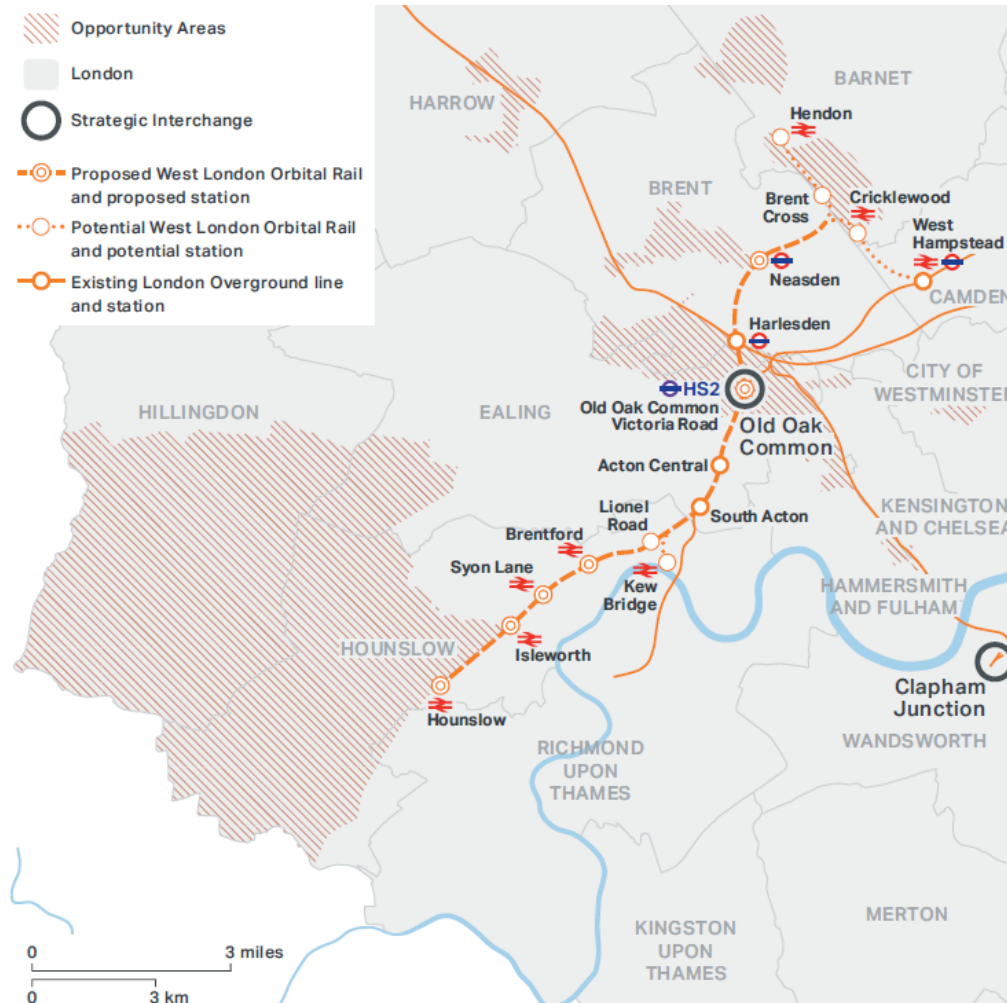 Opportunity Areas
London
Strategic Interchange
Proposed West London Orbital Rail
and proposed station
Potential West London Orbital Rail
and potential station
Existing London Overground line
and station
HARROW
BARNET
Hendon
BRENT
Brent
Cross
Cricklewood
West
Hampstead
Neasden
CAMDEN
Harlesden
CITY OF
WESTMINSTER
HS2
Old Oak Common
Victoria Road
Old Oak
Common
HILLINGDON
EALING
Acton Central
Lionel
Road
South Acton
KENSINGTON
AND CHELSEA
Brentford
Syon Lane
Kew
Bridge
HAMMERSMITH
AND FULHAM
HOUNSLOW
Isleworth
Hounslow
Clapham
Junction
WANDSWORTH
RICHMOND
UPON
THAMES
MERTON
KINGSTON
UPON
THAMES
0 3 miles
0 3 km